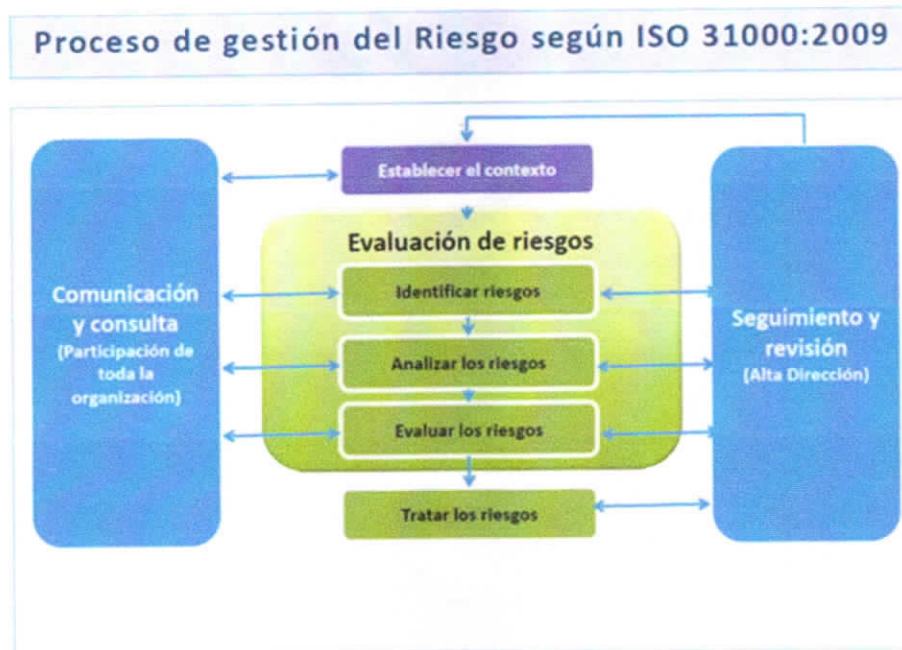 Proceso de gestión del Riesgo según ISO 31000:2009
Establecer el contexto
Evaluación de riesgos
Identificar riesgos
Analizar los riesgos
Evaluar los riesgos
Tratar los riesgos
Comunicación
y consulta
(Participación de
toda la
organización)
Seguimiento y
revisión
(Alta Dirección)